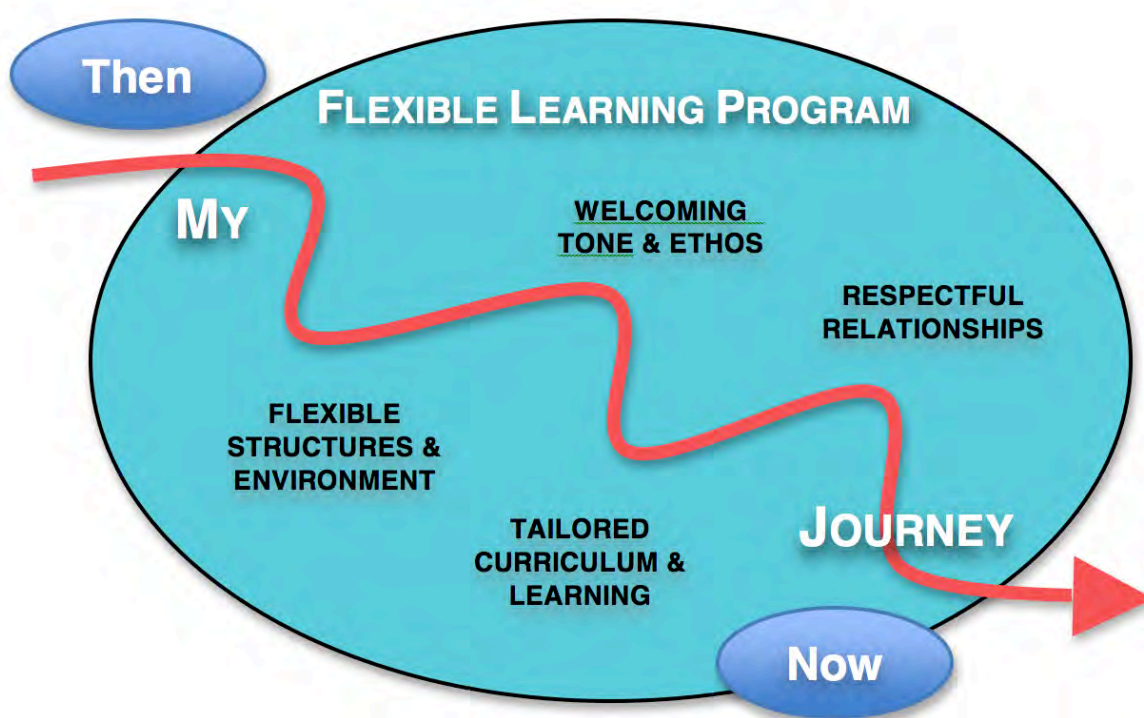 Then
FLEXIBLE LEARNING PROGRAM
MY
WELCOMING
TONE & ETHOS
RESPECTFUL
RELATIONSHIPS
FLEXIBLE
STRUCTURES &
ENVIRONMENT
TAILORED
CURRICULUM &
LEARNING
JOURNEY
Now